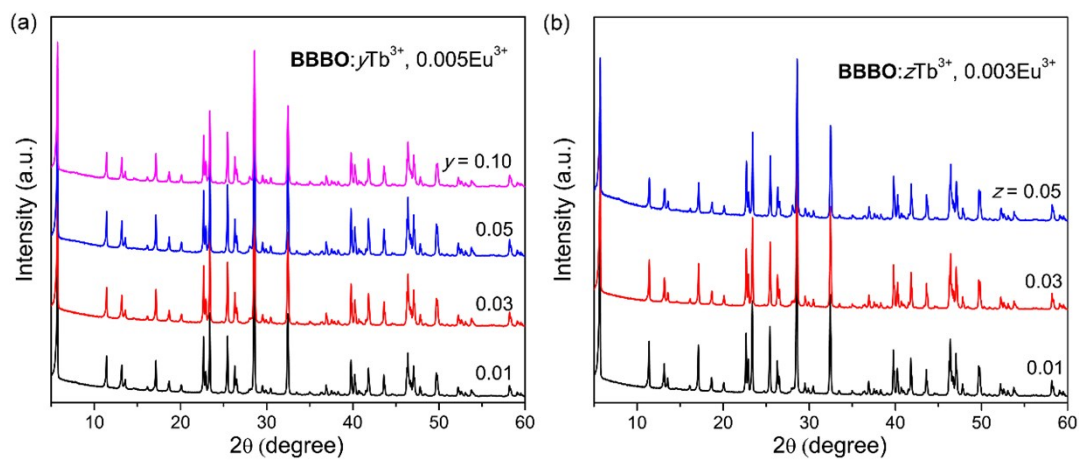 (a)
BBBO:yTb³⁺, 0.005Eu³⁺
y = 0.10
0.05
0.03
0.01
Intensity (a.u.)
10 20 30 40 50 60
2θ (degree)
(b)
BBBO:zTb³⁺, 0.003Eu³⁺
z = 0.05
0.03
0.01
Intensity (a.u.)
10 20 30 40 50 60
2θ (degree)